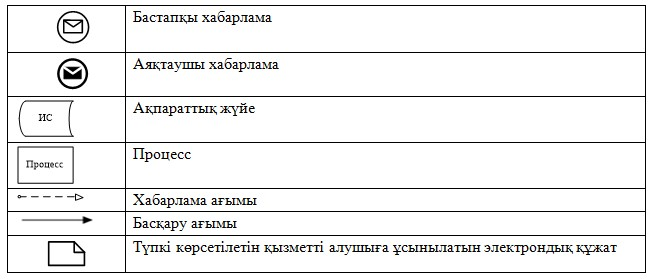 Бастапқы хабарлама
Аяқтаушы хабарлама
ИС
Ақпараттық жүйе
Процесс
Процесс
Хабарлама ағымы
Басқару ағымы
Түпкі көрсетілетін қызметті алушыға ұсынылатын электрондық құжат